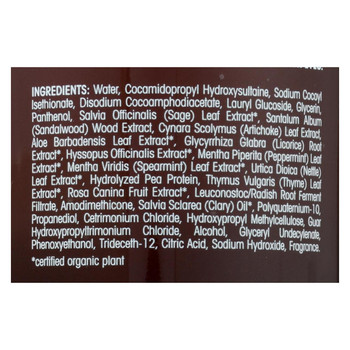 EYES.
INGREDIENTS: Water, Cocamidopropyl Hydroxysultaine, Sodium Cocoyl
Isethionate, Disodium Cocoamphodiacetate, Lauryl Glucoside, Glycerin,
Panthenol, Salvia Officinalis (Sage) Leaf Extract*, Santalum Album
(Sandalwood) Wood Extract, Cynara Scolymus (Artichoke) Leaf Extract,
Aloe Barbadensis Leaf Extract*, Glycyrrhiza Glabra (Licorice) Root
Extract*, Hyssopus Officinalis Extract*, Mentha Piperita (Peppermint) Leaf
Extract*, Mentha Viridis (Spearmint) Leaf Extract*, Urtica Dioica (Nettle)
Leaf Extract*, Hydrolyzed Pea Protein, Thymus Vulgaris (Thyme) Leaf
Extract*, Rosa Canina Fruit Extract*, Leuconostoc/Radish Root Ferment
Filtrate, Amodimethicone, Salvia Sclarea (Clary) Oil*, Polyquaternium-10,
Propanediol, Cetrimonium Chloride, Hydroxypropyl Methylcellulose, Guar
Hydroxypropyltrimonium Chloride, Alcohol, Glyceryl Undecylenate,
Phenoxyethanol, Trideceth-12, Citric Acid, Sodium Hydroxide, Fragrance.
*certified organic plant